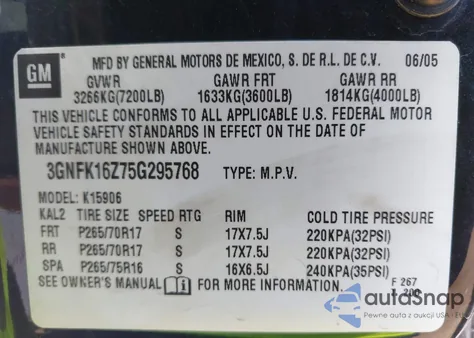 GM
MFD BY GENERAL MOTORS DE MEXICO, S. DE R.L. DE C.V. 06/05
GVWR GAWR FRT GAWR RR
3266KG(7200LB) 1633KG(3600LB) 1814KG(4000LB)
THIS VEHICLE CONFORMS TO ALL APPLICABLE U.S. FEDERAL MOTOR
VEHICLE SAFETY STANDARDS IN EFFECT ON THE DATE OF
MANUFACTURE SHOWN ABOVE.
3GNFK16Z75G295768 TYPE: M.P.V.
MODEL: K15906
KAL2 TIRE SIZE SPEED RTG RIM COLD TIRE PRESSURE
FRT P265/70R17 S 17X7.5J 220KPA(32PSI)
RR P265/70R17 S 17X7.5J 220KPA(32PSI)
SPA P265/75R16 S 16X6.5J 240KPA(35PSI)
SEE OWNER'S MANUAL i FOR MORE INFORMATION. F 267
autoSnap
Pewne auta z aukcji USA